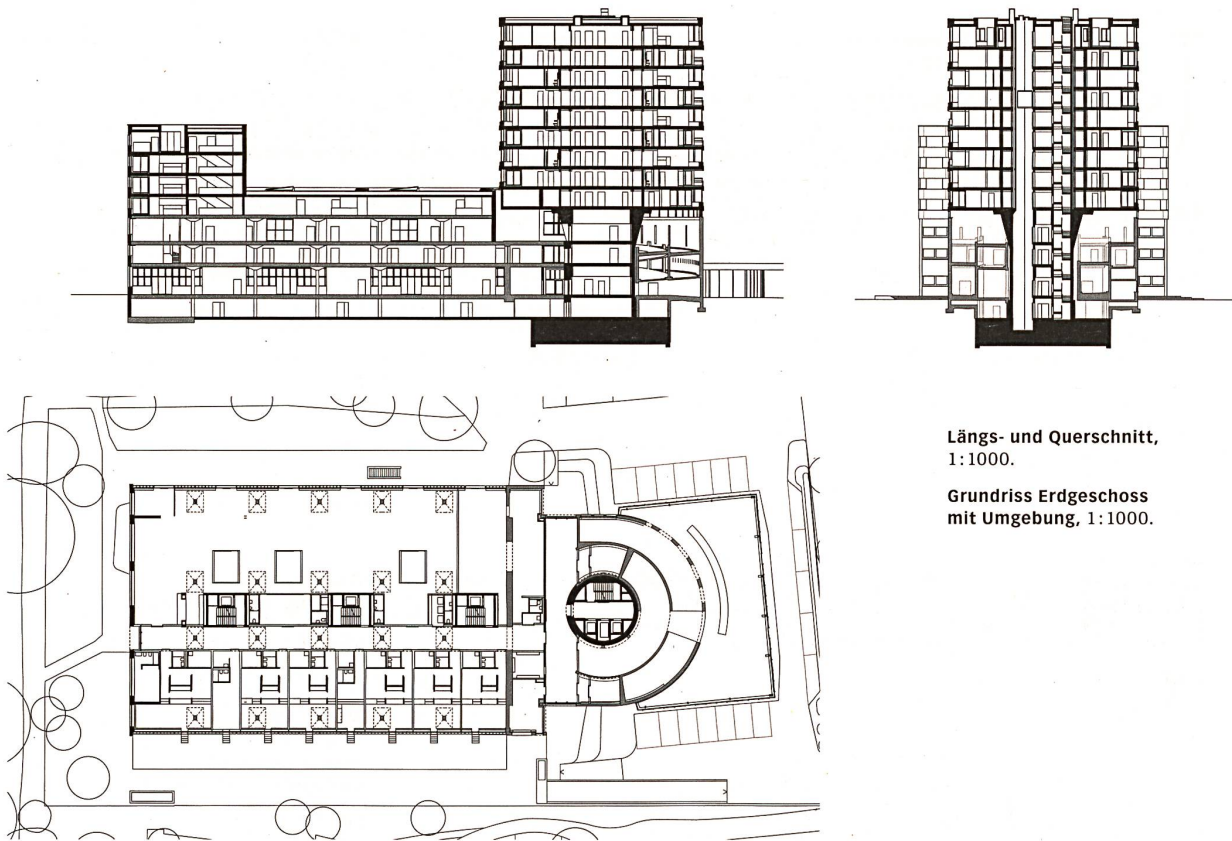 Längs- und Querschnitt,
1:1000.
Grundriss Erdgeschoss
mit Umgebung, 1:1000.